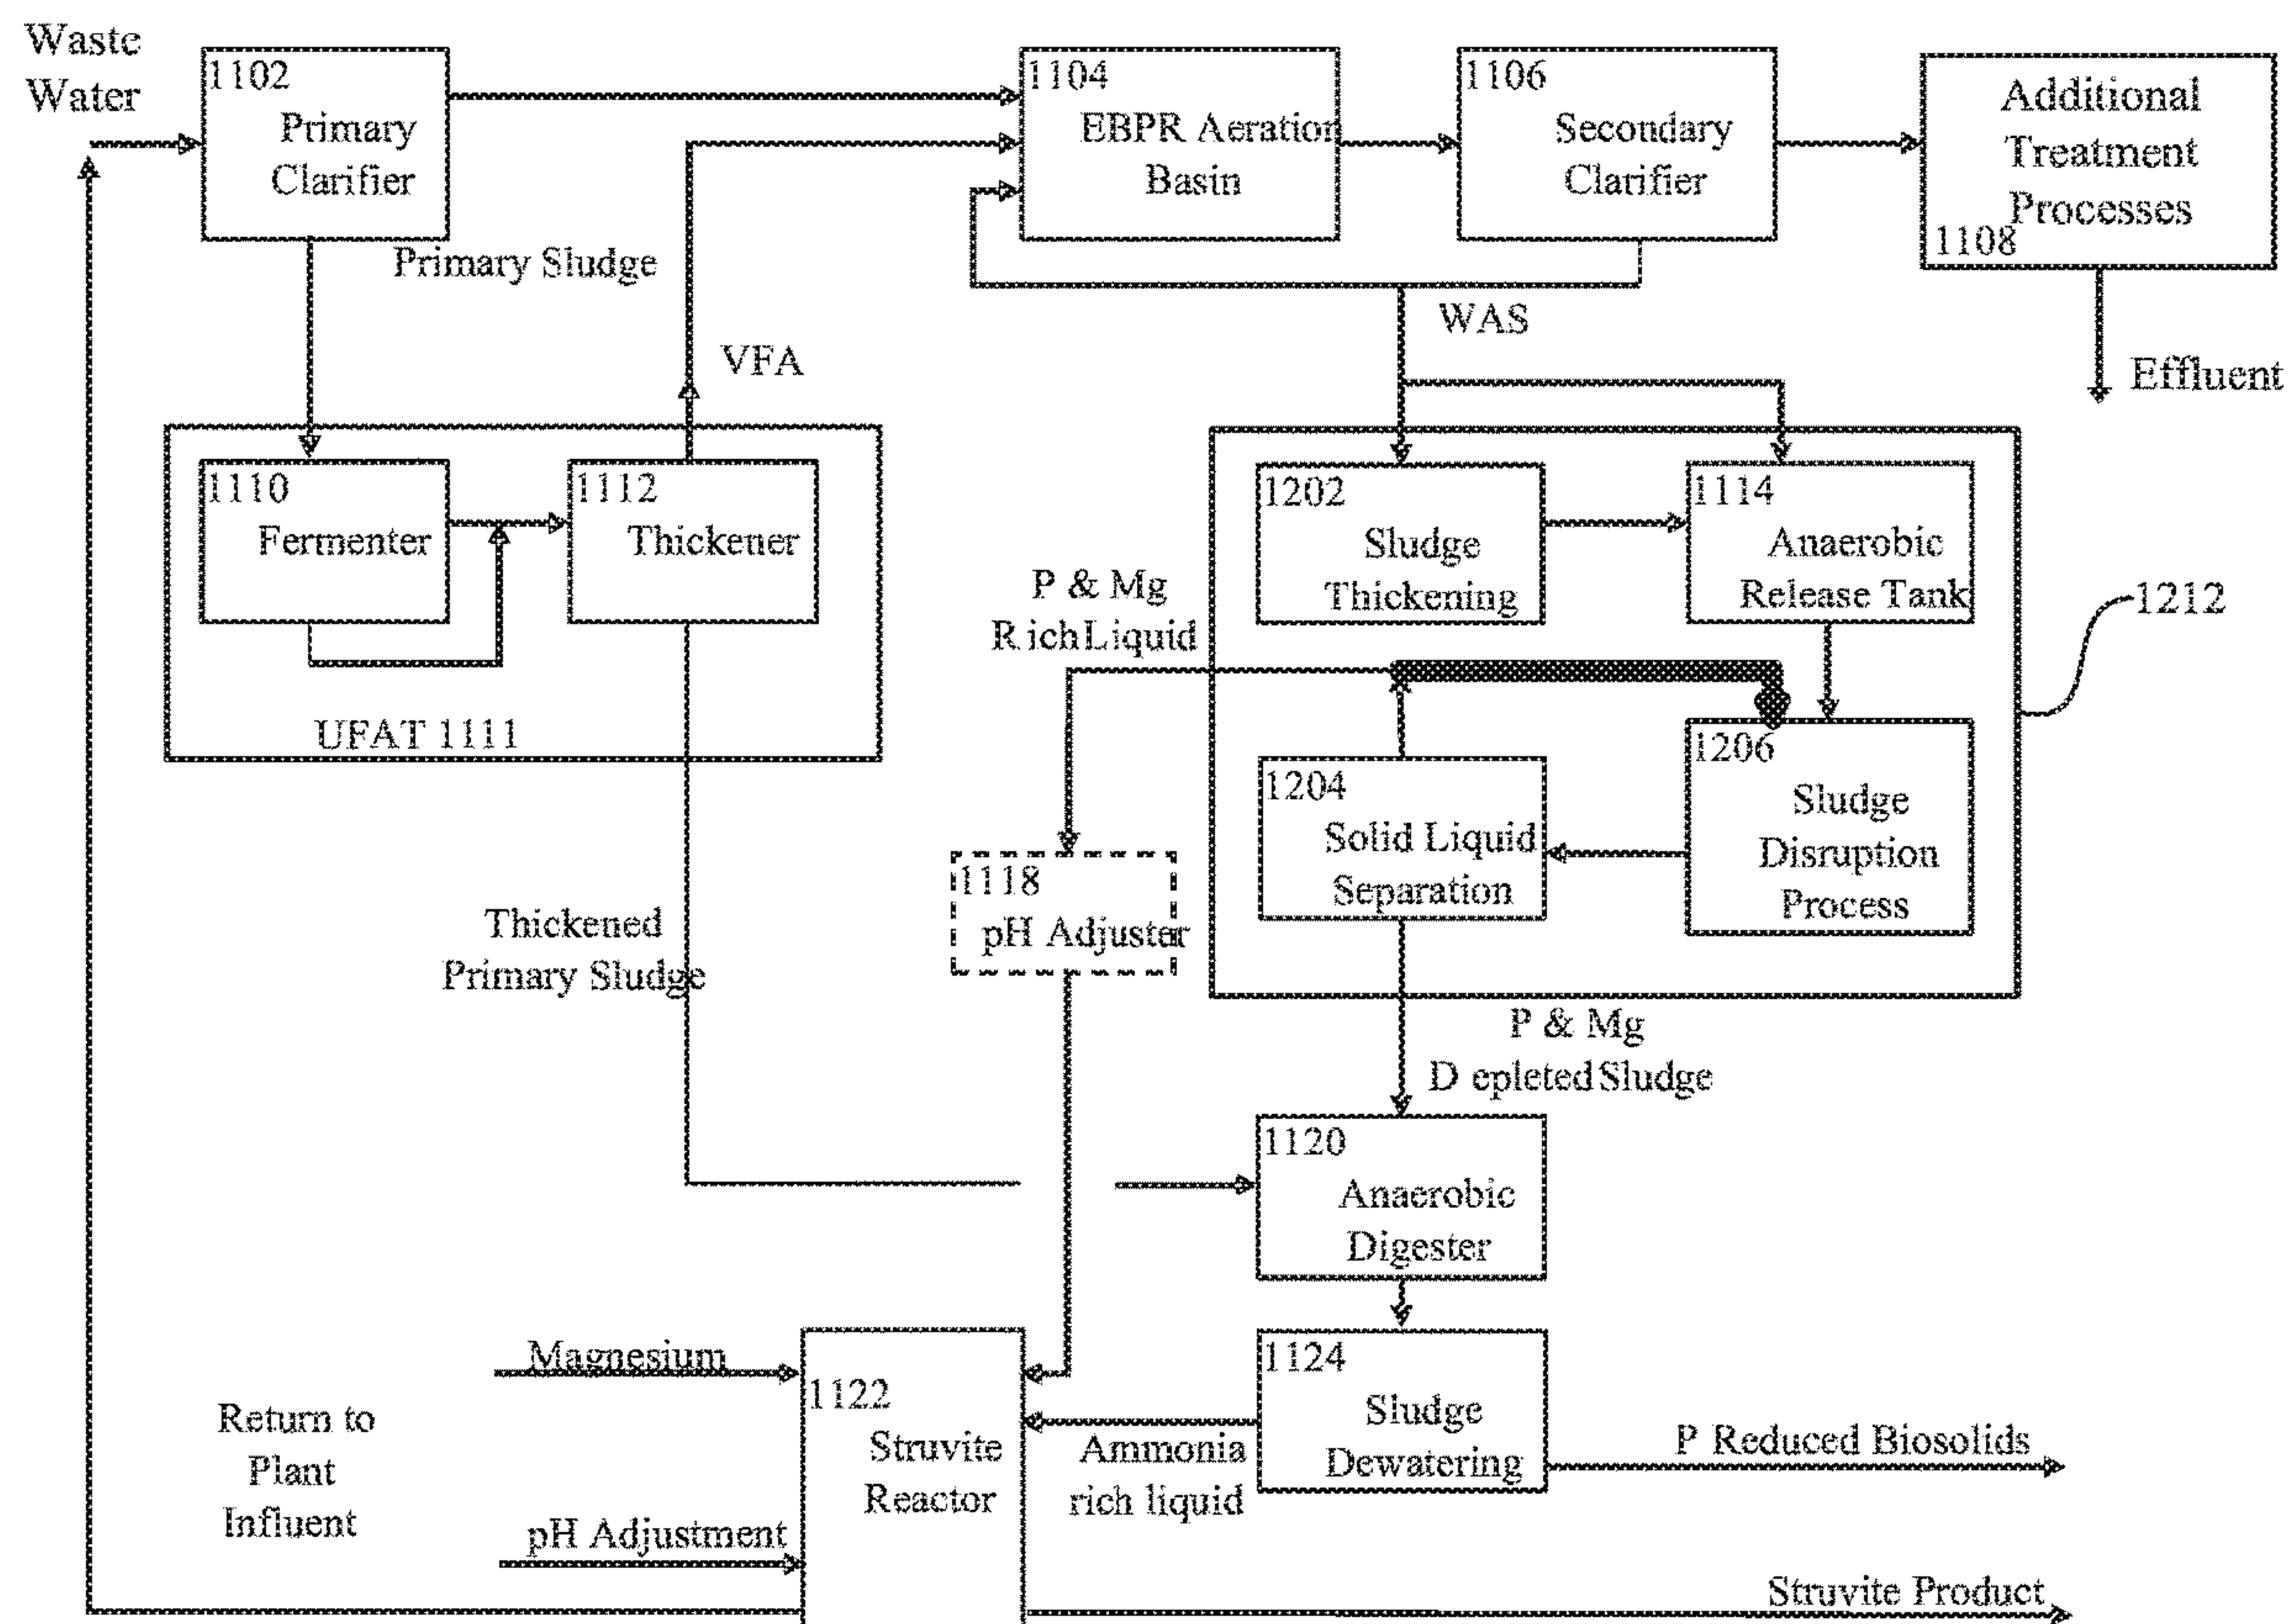 Waste
Water
1102
Primary
Clarifier
1104
EBPR Aeration
Basin
1106
Secondary
Clarifier
Additional
Treatment
Processes
1108
Primary Sludge
VFA
WAS
Effluent
1110
Fermenter
1112
Thickener
UFAT 1111
1202
Sludge
Thickening
1114
Anaerobic
Release Tank
1212
P & Mg
Rich Liquid
1206
Sludge
Disruption
Process
1204
Solid Liquid
Separation
1118
pH Adjuster
Thickened
Primary Sludge
P & Mg
Depleted Sludge
1120
Anaerobic
Digester
1124
Sludge
Dewatering
Magnesium
1122
Struvite
Reactor
Return to
Plant
Influent
pH Adjustment
Ammonia
rich liquid
P Reduced Biosolids
Struvite Product